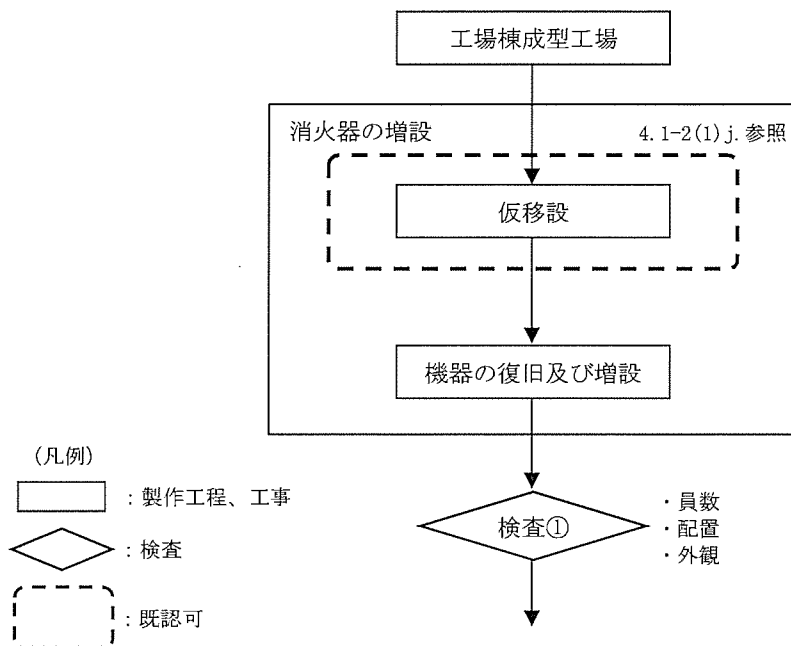 工場棟成型工場
消火器の増設
4.1-2(1)j.参照
仮移設
機器の復旧及び増設
検査①
・員数
・配置
・外観
(凡例)
：製作工程、工事
：検査
：既認可